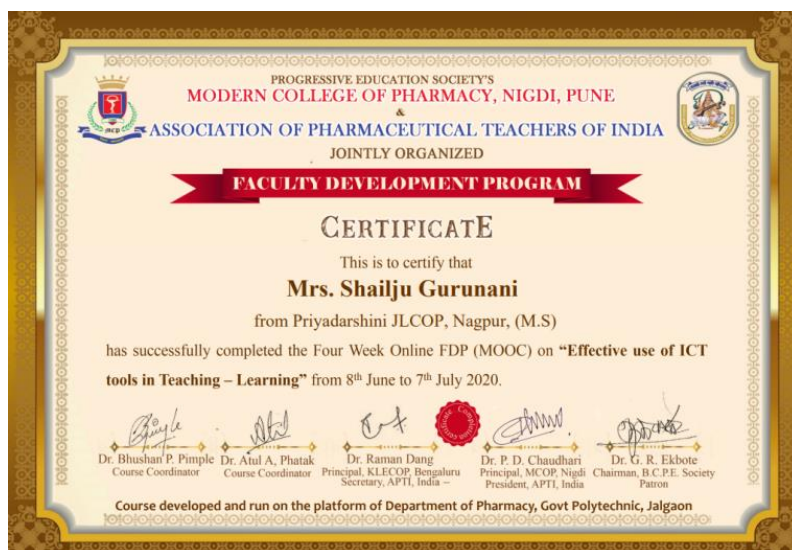 PROGRESSIVE EDUCATION SOCIETY'S
MODERN COLLEGE OF PHARMACY, NIGDI, PUNE
&
ASSOCIATION OF PHARMACEUTICAL TEACHERS OF INDIA
JOINTLY ORGANIZED
FACULTY DEVELOPMENT PROGRAM
CERTIFICATE
This is to certify that
Mrs. Shailju Gurunani
from Priyadarshini JLCOP, Nagpur, (M.S)
has successfully completed the Four Week Online FDP (MOOC) on “Effective use of ICT
tools in Teaching – Learning” from 8th June to 7th July 2020.
Dr. Bhushan P. Pimple
Course Coordinator
Dr. Atul A, Phatak
Course Coordinator
Dr. Raman Dang
Principal, KLECOP, Bengaluru
Secretary, APTI, India –
Dr. P. D. Chaudhari
Principal, MCOP, Nigdi
President, APTI, India
Dr. G. R. Ekbote
Chairman, B.C.P.E. Society
Patron
Course developed and run on the platform of Department of Pharmacy, Govt Polytechnic, Jalgaon
MCP